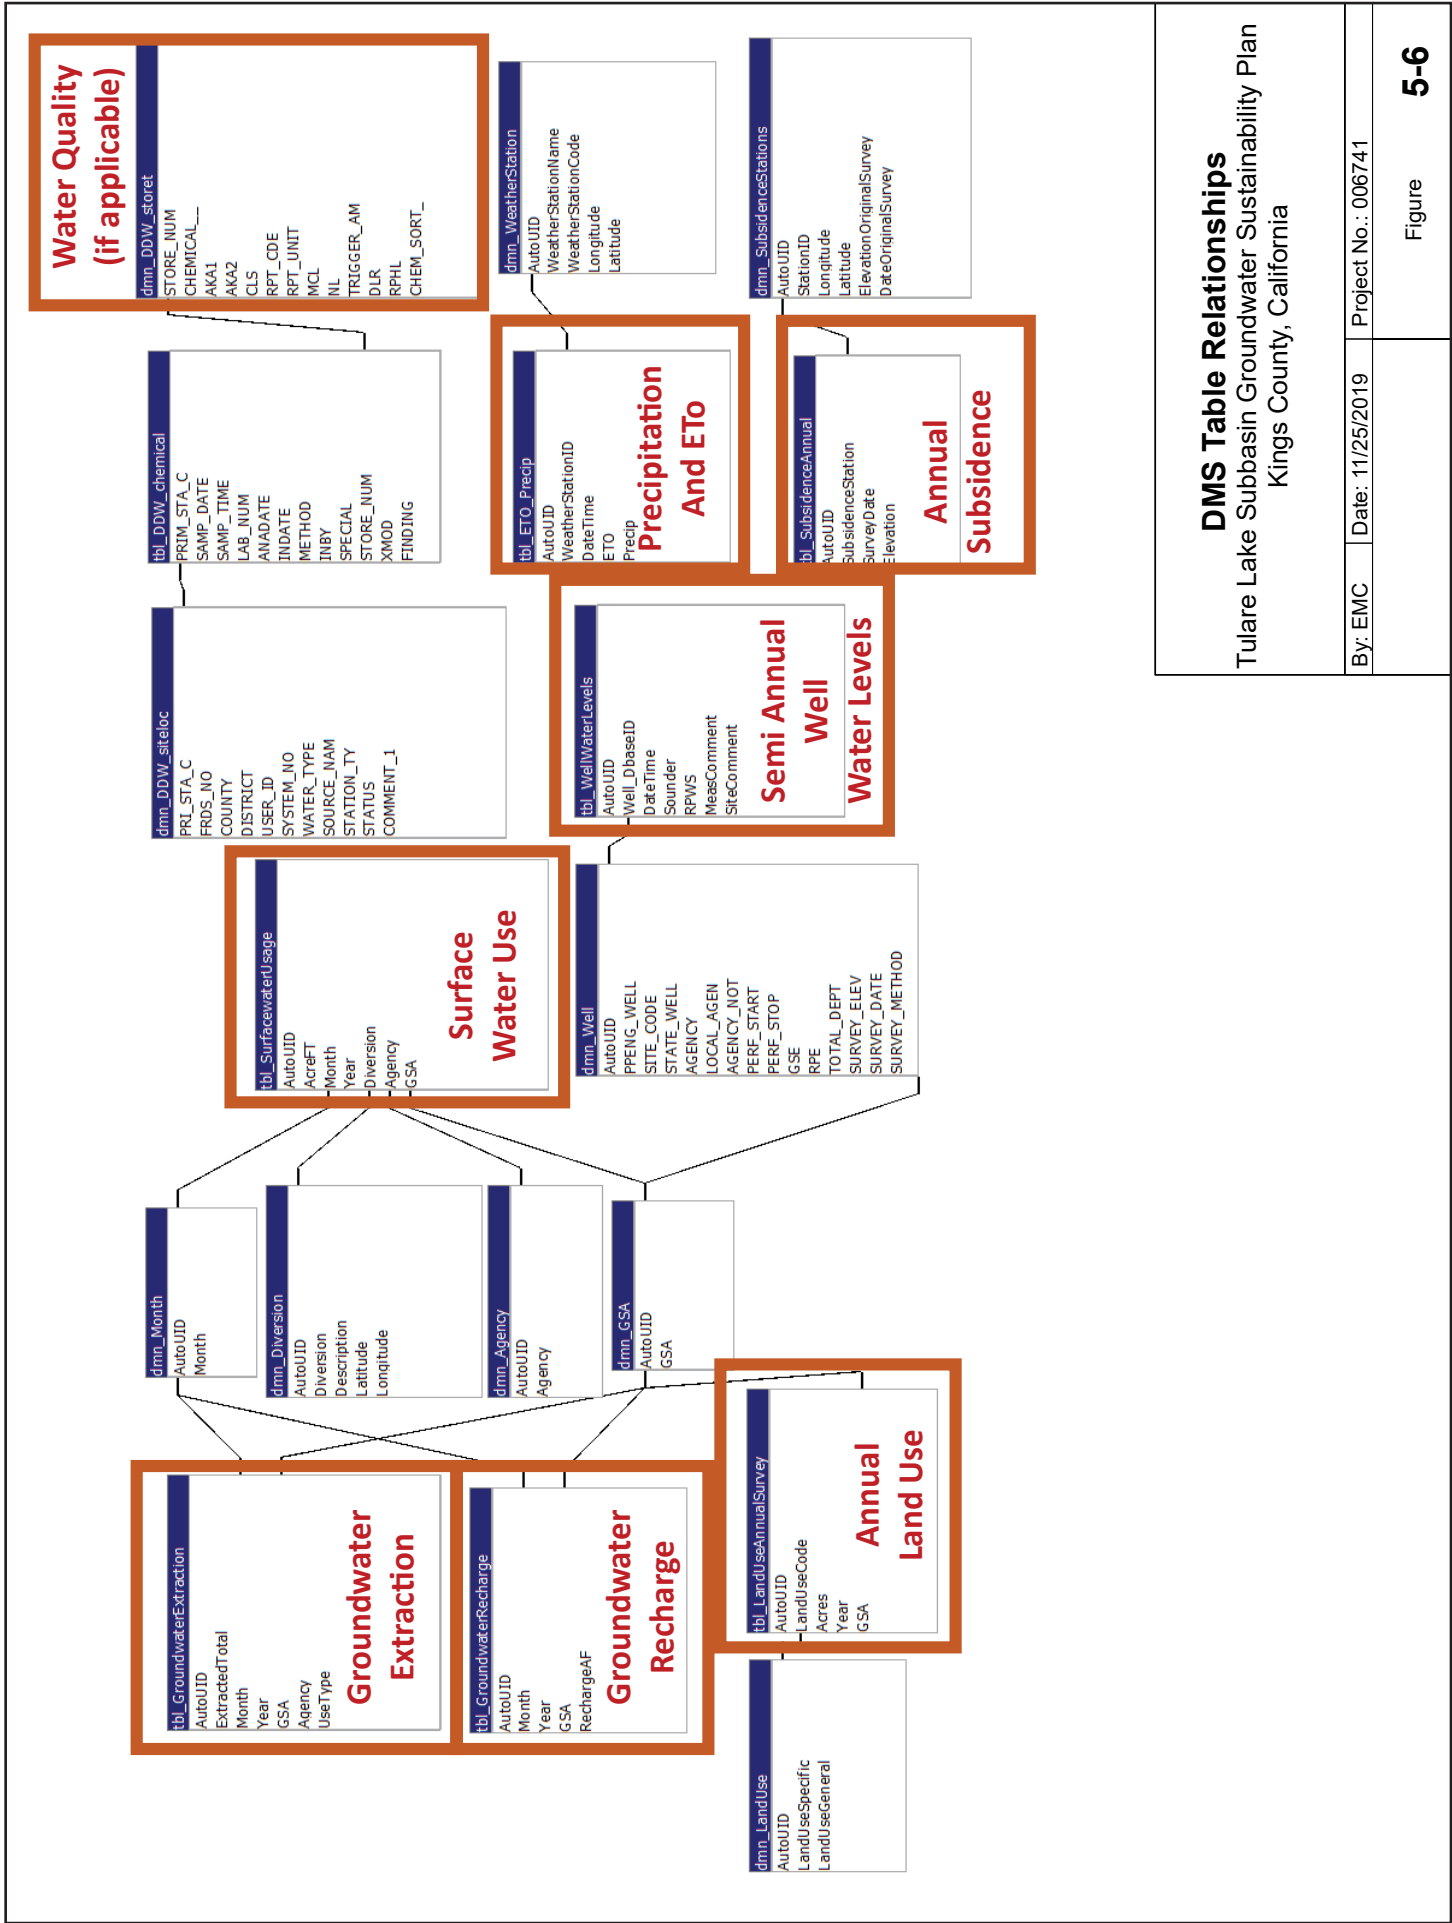 tbl_GroundwaterExtraction
AutoUID
ExtractedTotal
Month
Year
GSA
Agency
UseType
Groundwater
Extraction
tbl_GroundwaterRecharge
AutoUID
Month
Year
GSA
RechargeAF
Groundwater
Recharge
dmn_LandUse
AutoUID
LandUseSpecific
LandUseGeneral
tbl_LandUseAnnualSurvey
AutoUID
LandUseCode
Acres
Year
GSA
Annual
Land Use
dmn_Month
AutoUID
Month
dmn_Diversion
AutoUID
Diversion
Description
Latitude
Longitude
dmn_Agency
AutoUID
Agency
dmn_GSA
AutoUID
GSA
tbl_SurfacewaterUsage
AutoUID
AcreFT
Month
Year
Diversion
Agency
GSA
Surface
Water Use
dmn_Well
AutoUID
PPENG_WELL
SITE_CODE
STATE_WELL
AGENCY
LOCAL_AGEN
AGENCY_NOT
PERF_START
PERF_STOP
GSE
RPE
TOTAL_DEPT
SURVEY_ELEV
SURVEY_DATE
SURVEY_METHOD
dmn_DDW_siteloc
PRI_STA_C
FRDS_NO
COUNTY
DISTRICT
USER_ID
SYSTEM_NO
WATER_TYPE
SOURCE_NAM
STATION_TY
STATUS
COMMENT_1
tbl_WellWaterLevels
AutoUID
Well_DbaseID
DateTime
Sounder
RPWS
MeasComment
SiteComment
Semi Annual
Well
Water Levels
tbl_DDW_chemical
PRIM_STA_C
SAMP_DATE
SAMP_TIME
LAB_NUM
ANADATE
INDATE
METHOD
INBY
SPECIAL
STORE_NUM
XMOD
FINDING
tbl_ETO_Precip
AutoUID
WeatherStationID
DateTime
ETO
Precip
Precipitation
And ETo
tbl_SubsidenceAnnual
AutoUID
SubsidenceStation
SurveyDate
Elevation
Annual
Subsidence
Water Quality
(if applicable)
dmn_DDW_storet
STORE_NUM
CHEMICAL__
AKA1
AKA2
CLS
RPT_CDE
RPT_UNIT
MCL
NL
TRIGGER_AM
DLR
RPHL
CHEM_SORT_
dmn_WeatherStation
AutoUID
WeatherStationName
WeatherStationCode
Longitude
Latitude
dmn_SubsidenceStations
AutoUID
StationID
Longitude
Latitude
ElevationOriginalSurvey
DateOriginalSurvey
DMS Table Relationships
Tulare Lake Subbasin Groundwater Sustainability Plan
Kings County, California
By: EMC
Date: 11/25/2019
Project No.: 006741
Figure
5-6